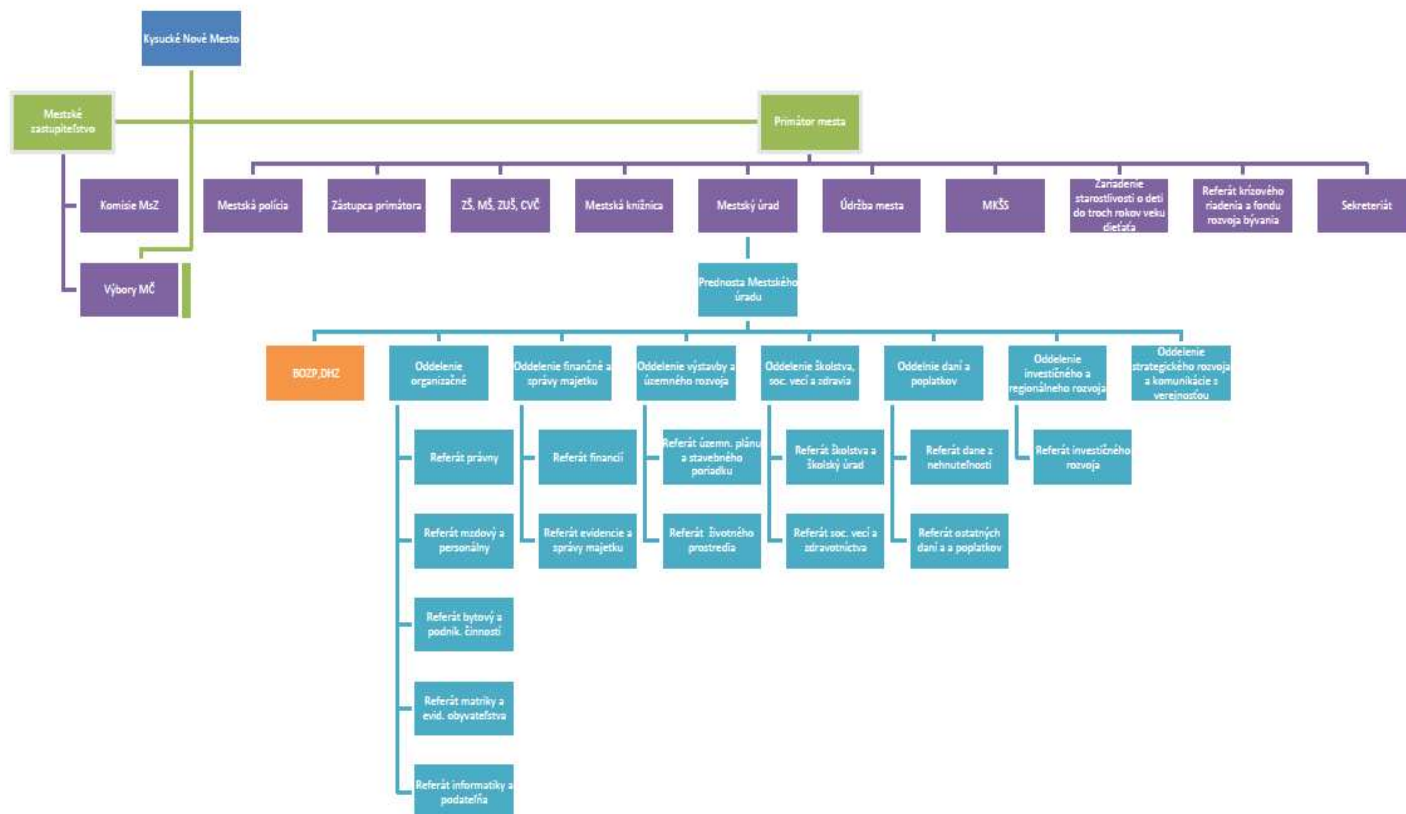 Kysucké Nové Mesto
Mestské
zastupiteľstvo
Primátor mesta
Komisie MsZ
Mestská polícia
Zástupca primátora
ZŠ, MŠ, ZUŠ, CVČ
Mestská knižnica
Mestský úrad
Údržba mesta
MKŠS
Zariadenie
starostlivosti o deti
do troch rokov veku
dieťaťa
Referát krízového
riadenia a fondu
rozvoja bývania
Sekreteriát
Výbory MČ
Prednosta Mestského
úradu
BOZP,DHZ
Oddelenie
organizačné
Oddelenie finančné a
správy majetku
Oddelenie výstavby a
územného rozvoja
Oddelenie školstva,
soc. vecí a zdravia
Oddelnie daní a
poplatkov
Oddelenie
investičného a
regionálneho rozvoja
Oddelenie
strategického rozvoja
a komunikácie s
verejnosťou
Referát právny
Referát financií
Referát územn. plánu
a stavebného
poriadku
Referát školstva a
školský úrad
Referát dane z
nehnuteľnosti
Referát investičného
rozvoja
Referát mzdový a
personálny
Referát evidencie a
správy majetku
Referát životného
prostredia
Referát soc. vecí a
zdravotníctva
Referát ostatných
daní a a poplatkov
Referát bytový a
podnik. činností
Referát matriky a
evid. obyvateľstva
Referát informatiky a
podateľňa